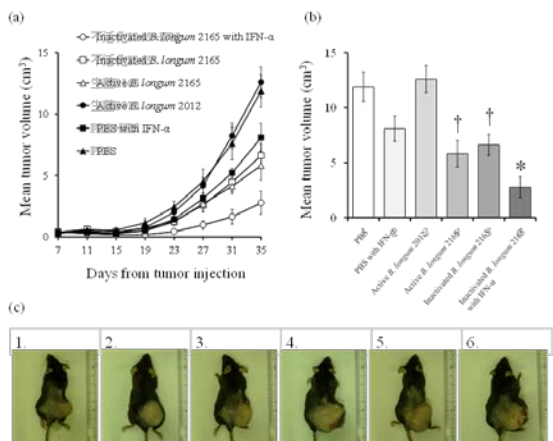 (a)
Mean tumor volume (cm³)
15
10
5
0
Inactivated B. longum 2165 with IFN-α
Inactivated B. longum 2165
Active B. longum 2165
Active B. longum 2012
PBS with IFN-α
PBS
7 11 15 19 23 27 31 35
Days from tumor injection
(b)
Mean tumor volume (cm³)
15
10
5
0
† † *
PBS
PBS with IFN-α
Active B. longum 2012
Active B. longum 2165
Inactivated B. longum 2165
Inactivated B. longum 2165
with IFN-α
(c)
1. 2. 3. 4. 5. 6.